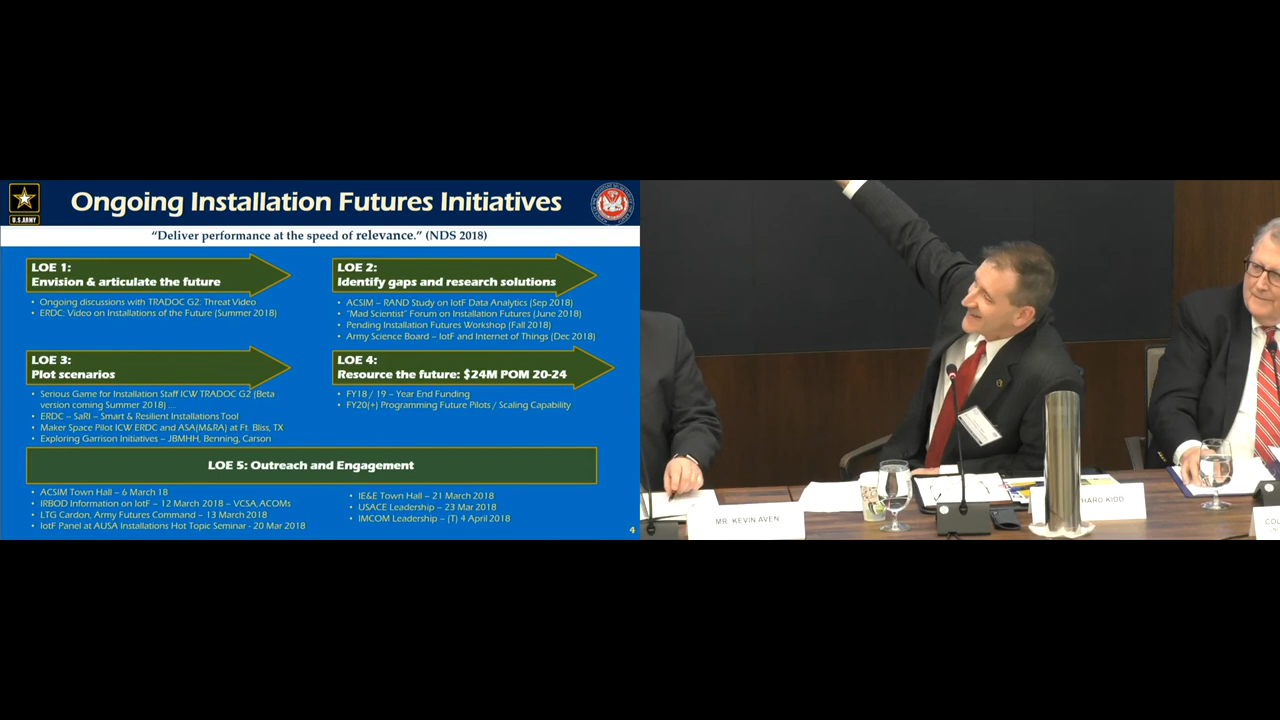 Ongoing Installation Futures Initiatives
U.S.ARMY
“Deliver performance at the speed of relevance.” (NDS 2018)
LOE 1:
Envision & articulate the future
• Ongoing discussions with TRADOC G2: Threat Video
• ERDC: Video on Installations of the Future (Summer 2018)
LOE 2:
Identify gaps and research solutions
• ACSIM – RAND Study on IotF Data Analytics (Sep 2018)
• “Mad Scientist” Forum on Installation Futures (June 2018)
• Pending Installation Futures Workshop (Fall 2018)
• Army Science Board – IotF and Internet of Things (Dec 2018)
LOE 3:
Plot scenarios
• Serious Game for Installation Staff ICW TRADOC G2 (Beta
version coming Summer 2018) ...
• ERDC – SaRI – Smart & Resilient Installations Tool
• Maker Space Pilot ICW ERDC and ASA(M&RA) at Ft. Bliss, TX
• Exploring Garrison Initiatives – JBMHH, Benning, Carson
LOE 4:
Resource the future: $24M POM 20-24
• FY18 / 19 – Year End Funding
• FY20(+) Programming Future Pilots / Scaling Capability
LOE 5: Outreach and Engagement
• ACSIM Town Hall – 6 March 18
• IRBOD Information on IotF – 12 March 2018 – VCSA, ACOMs
• LTG Cardon, Army Futures Command – 13 March 2018
• IotF Panel at AUSA Installations Hot Topic Seminar - 20 Mar 2018
• IE&E Town Hall – 21 March 2018
• USACE Leadership – 23 Mar 2018
• IMCOM Leadership – (T) 4 April 2018
4
MR. KEVIN AVEN
HARD KIDD
COL